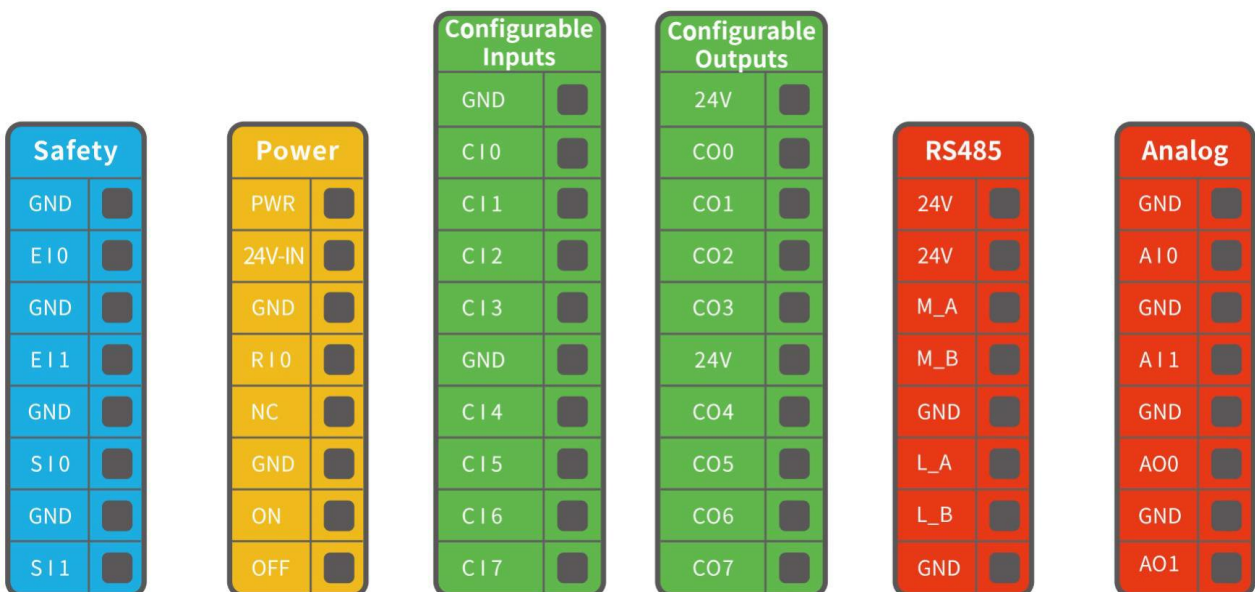 Safety
GND
EI0
GND
EI1
GND
SI0
GND
SI1
Power
PWR
24V-IN
GND
RI0
NC
GND
ON
OFF
Configurable
Inputs
GND
CI0
CI1
CI2
CI3
GND
CI4
CI5
CI6
CI7
Configurable
Outputs
24V
CO0
CO1
CO2
CO3
24V
CO4
CO5
CO6
CO7
RS485
24V
24V
M_A
M_B
GND
L_A
L_B
GND
Analog
GND
AI0
GND
AI1
GND
AO0
GND
AO1